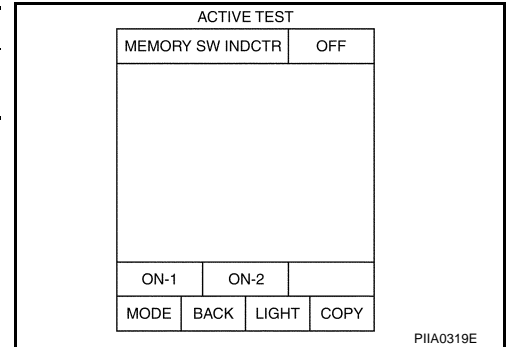 ACTIVE TEST
MEMORY SW INDCTR OFF
ON-1 ON-2
MODE BACK LIGHT COPY
PIIA0319E